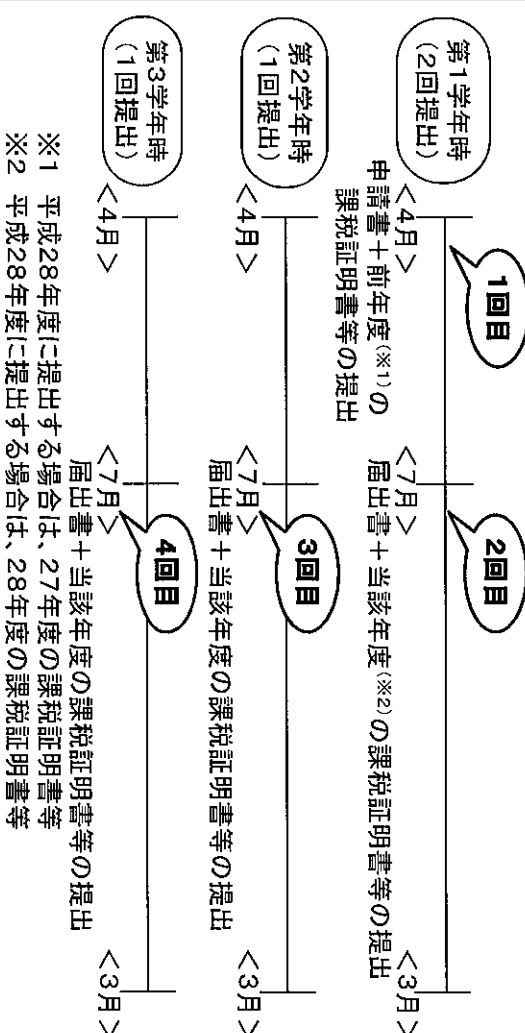 第1学年時
(2回提出)
1回目
2回目
<4月>
<7月>
<3月>
申請書+前年度(※1)の
課税証明書等の提出
届出書+当該年度(※2)の課税証明書等の提出
第2学年時
(1回提出)
3回目
<4月>
<7月>
<3月>
届出書+当該年度の課税証明書等の提出
第3学年時
(1回提出)
4回目
<4月>
<7月>
<3月>
届出書+当該年度の課税証明書等の提出
※1 平成28年度に提出する場合は、27年度の課税証明書等
※2 平成28年度に提出する場合は、28年度の課税証明書等